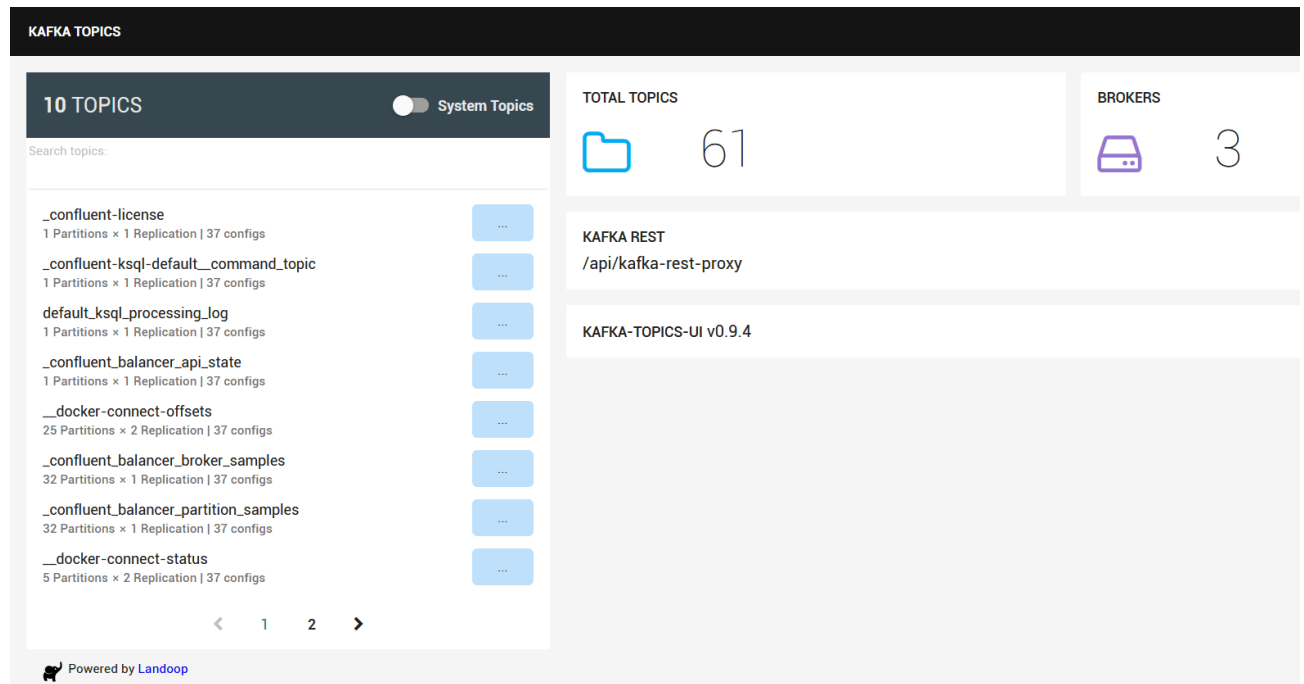 KAFKA TOPICS
10 TOPICS
System Topics
Search topics:
_confluent-license
1 Partitions × 1 Replication | 37 configs
...
_confluent-ksql-default__command_topic
1 Partitions × 1 Replication | 37 configs
...
default_ksql_processing_log
1 Partitions × 1 Replication | 37 configs
...
_confluent_balancer_api_state
1 Partitions × 1 Replication | 37 configs
...
__docker-connect-offsets
25 Partitions × 2 Replication | 37 configs
...
_confluent_balancer_broker_samples
32 Partitions × 1 Replication | 37 configs
...
_confluent_balancer_partition_samples
32 Partitions × 1 Replication | 37 configs
...
__docker-connect-status
5 Partitions × 2 Replication | 37 configs
...
1 2
Powered by Landoop
TOTAL TOPICS
61
BROKERS
3
KAFKA REST
/api/kafka-rest-proxy
KAFKA-TOPICS-UI v0.9.4